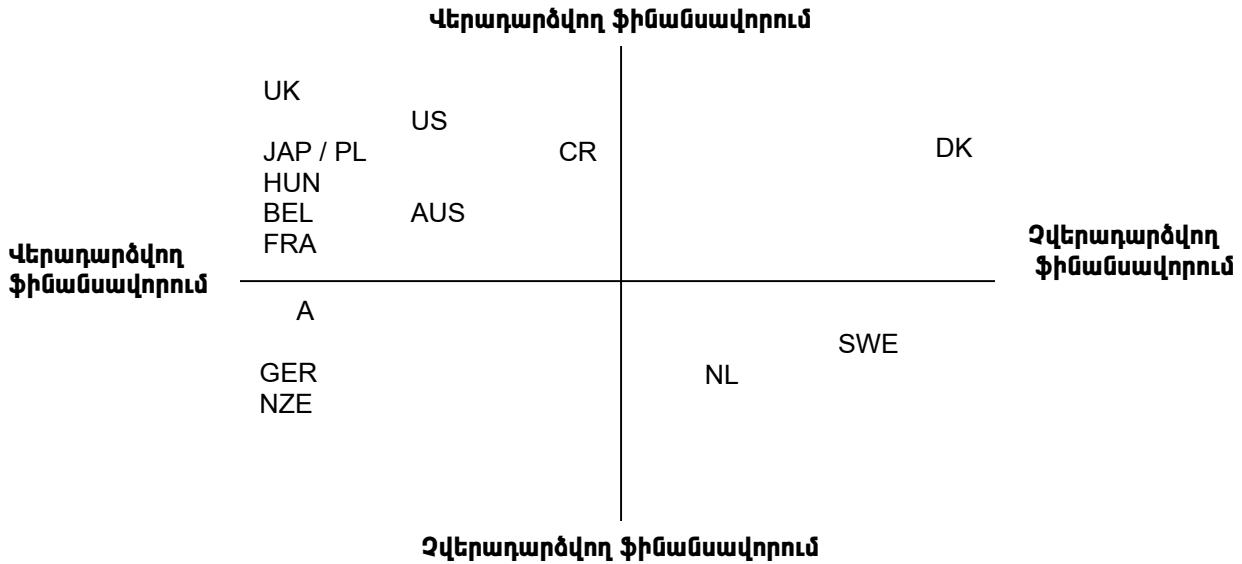 Վերադարձվող ֆինանսավորում
UK
US
JAP / PL
CR
DK
HUN
BEL
AUS
FRA
Վերադարձվող
ֆինանսավորում
Չվերադարձվող
ֆինանսավորում
A
SWE
GER
NL
NZE
Չվերադարձվող ֆինանսավորում